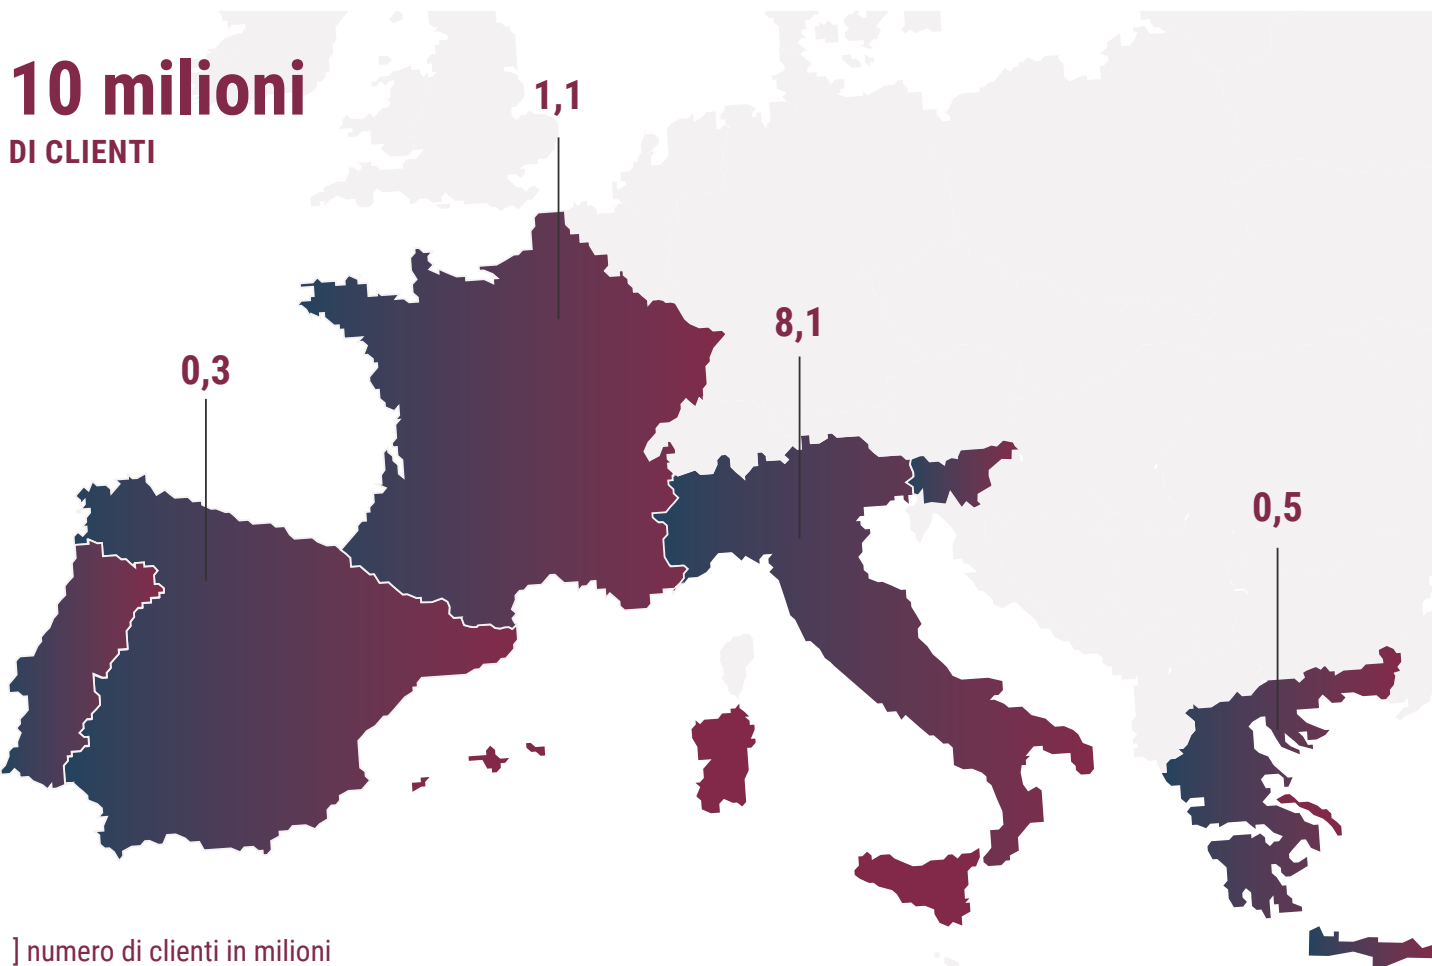 10 milioni
DI CLIENTI
1,1
8,1
0,3
0,5
] numero di clienti in milioni